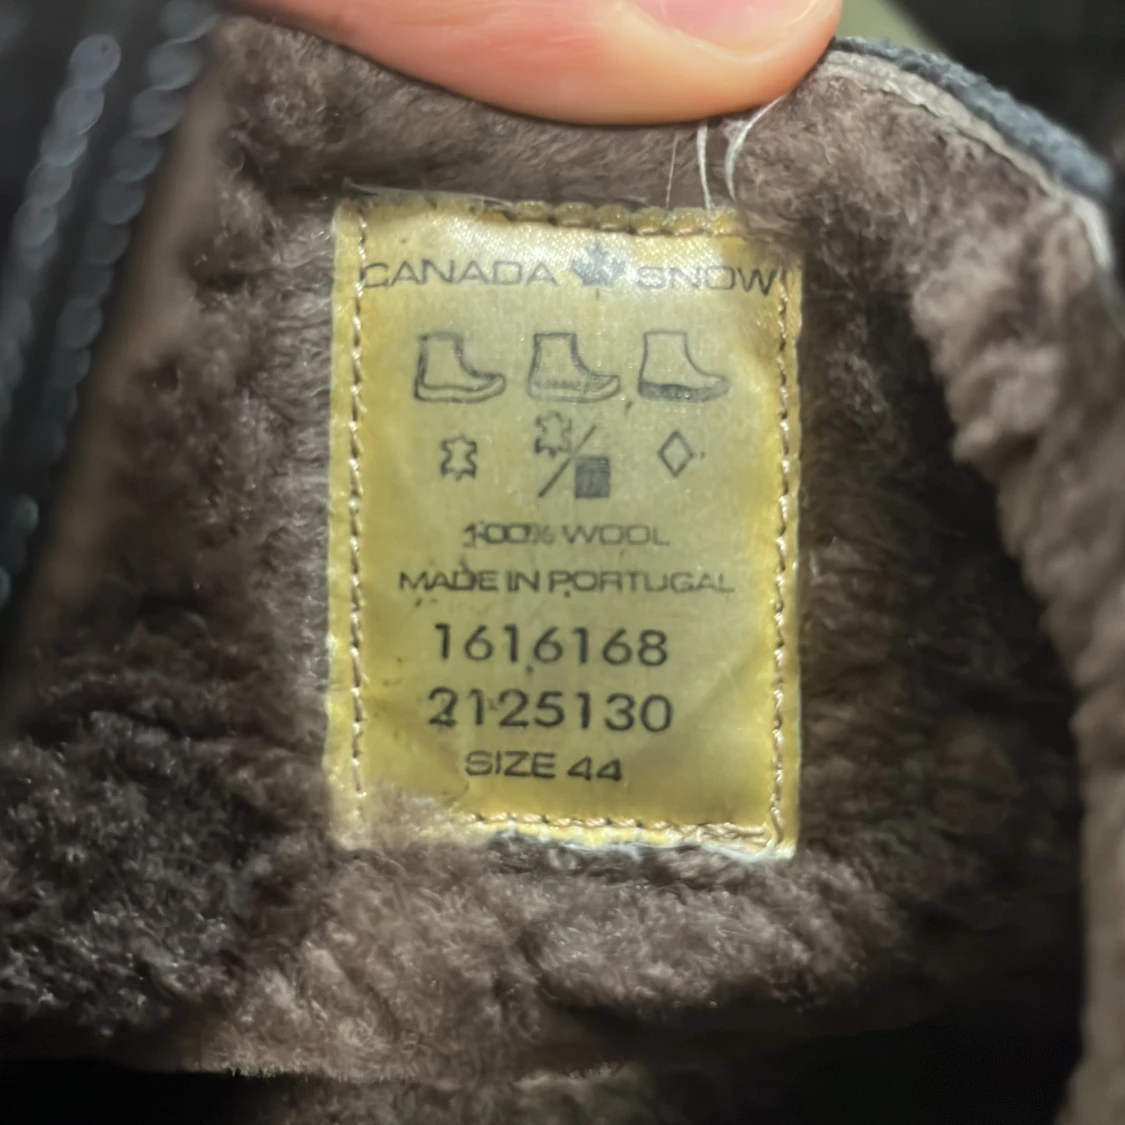 CANADA SNOW
100% WOOL
MADE IN PORTUGAL
1616168
2125130
SIZE 44